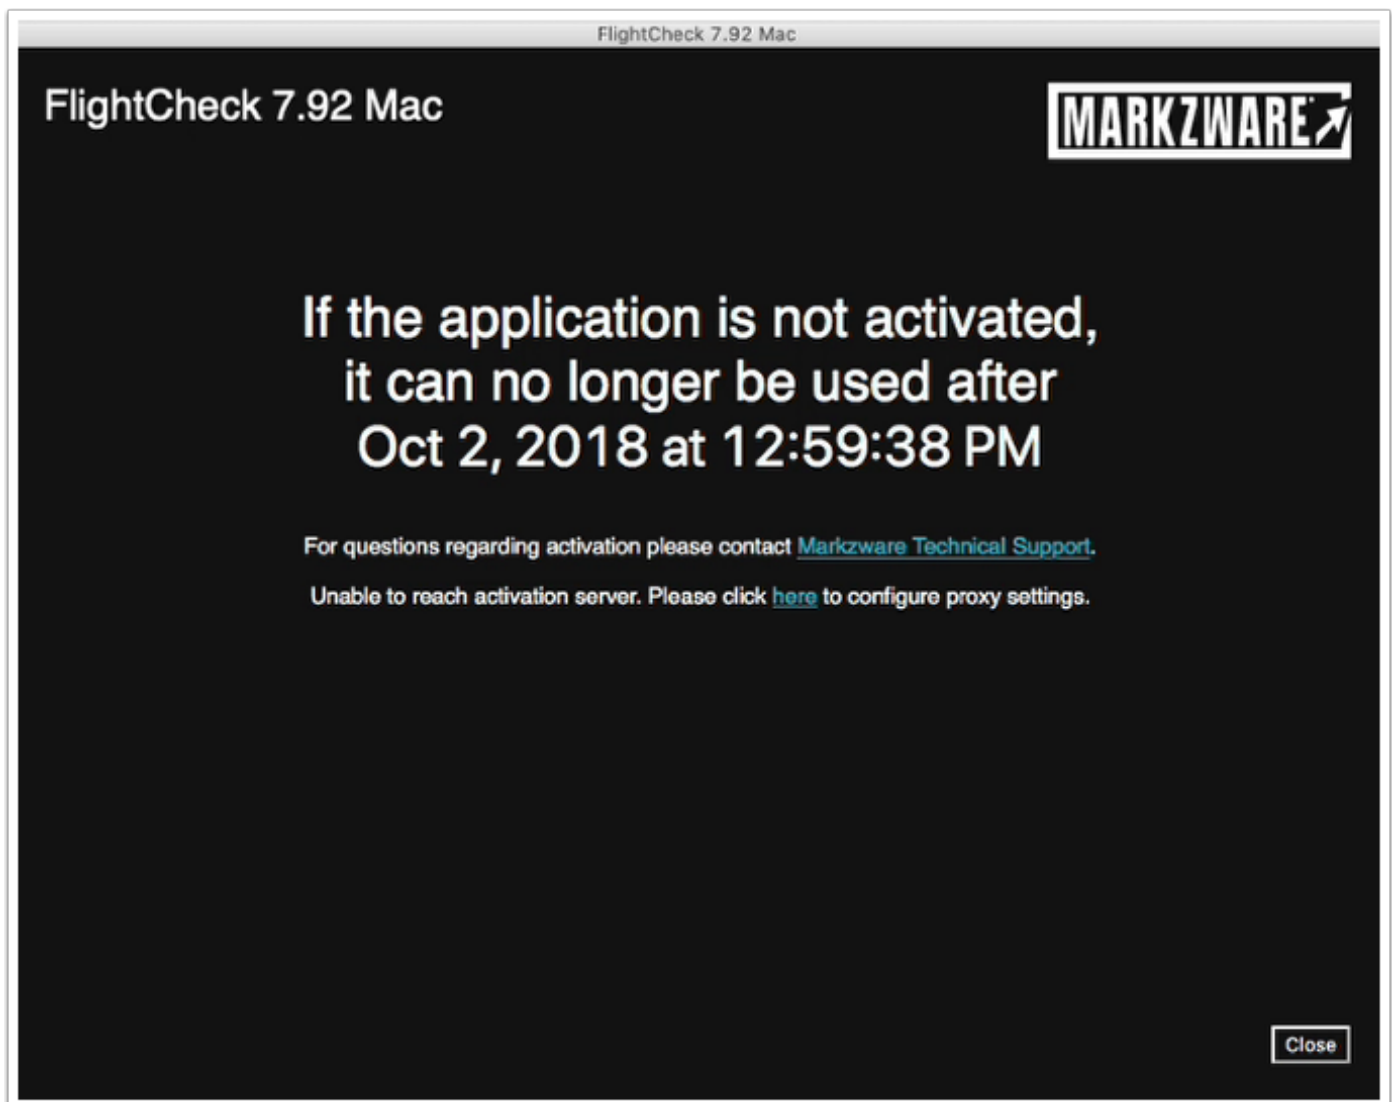 FlightCheck 7.92 Mac
FlightCheck 7.92 Mac
MARKZWARE
If the application is not activated,
it can no longer be used after
Oct 2, 2018 at 12:59:38 PM
For questions regarding activation please contact Markzware Technical Support.
Unable to reach activation server. Please click here to configure proxy settings.
Close